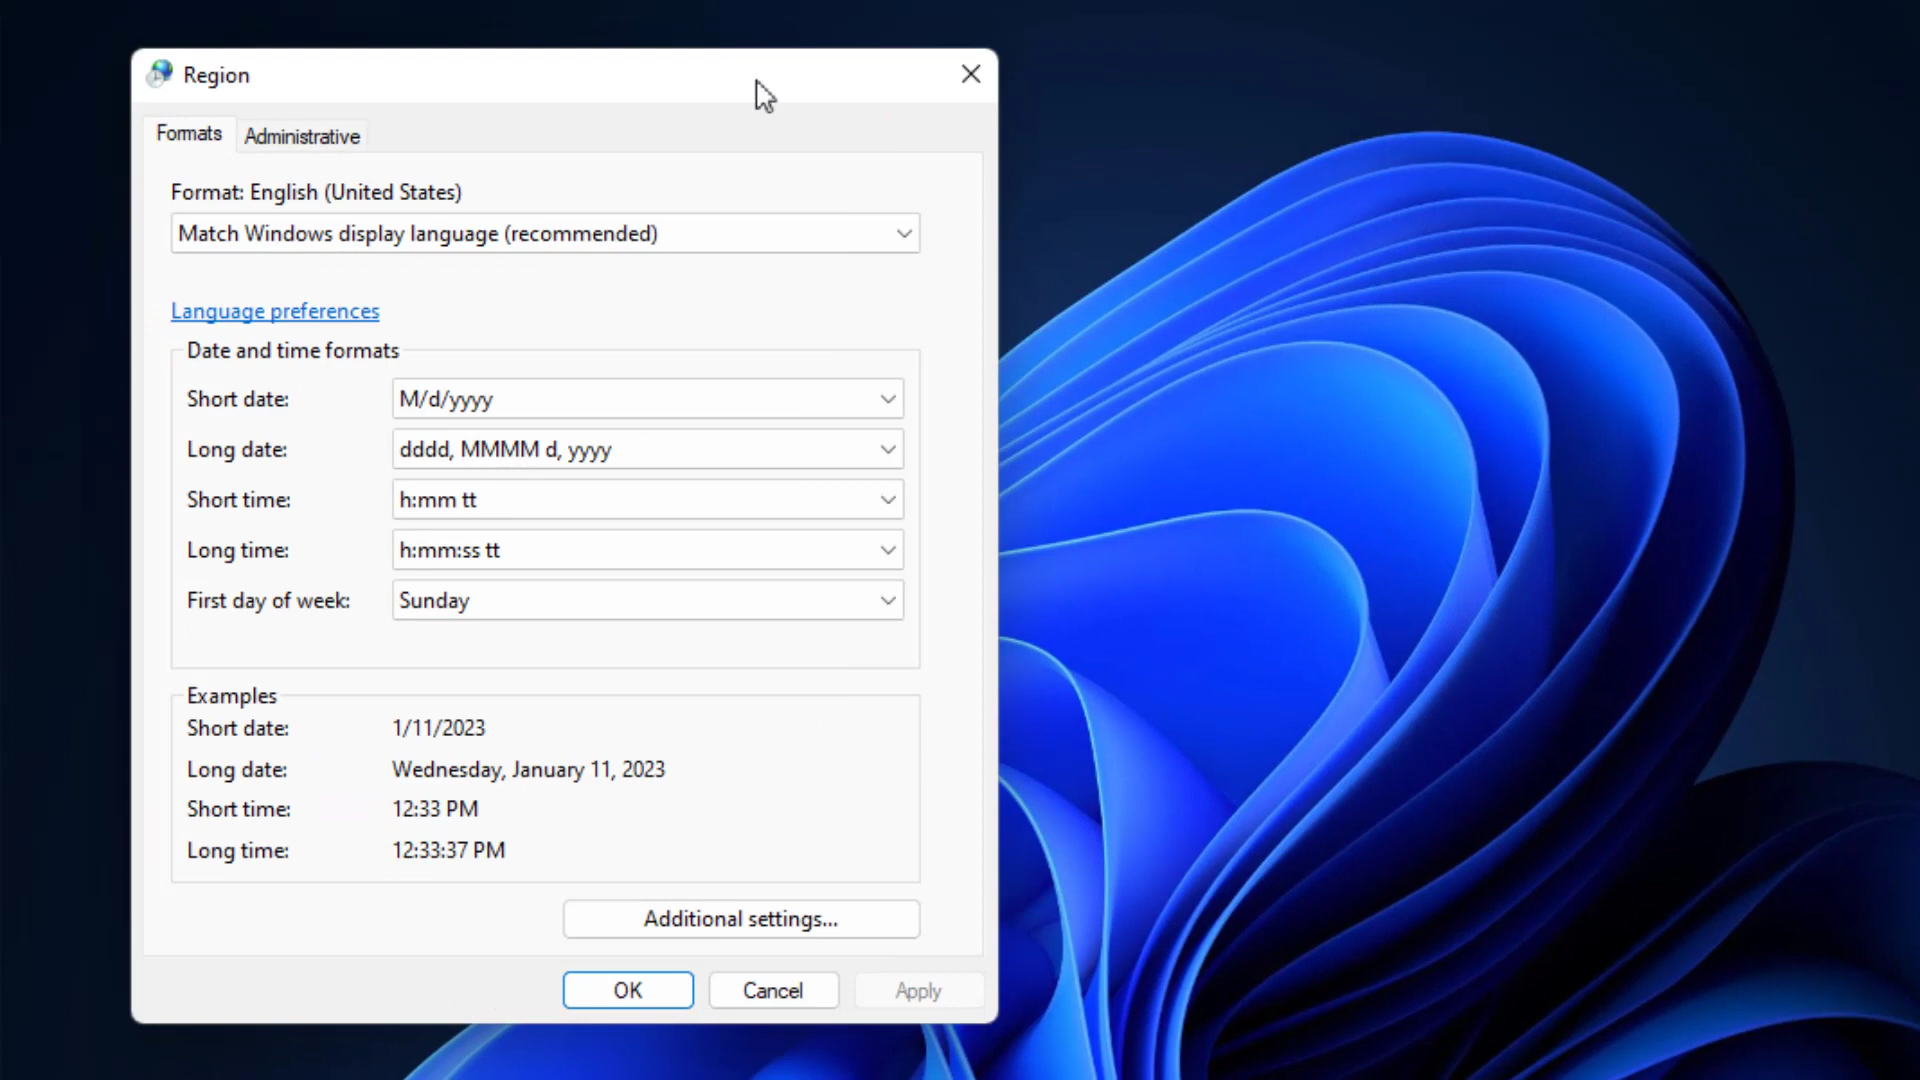 Region
Formats
Administrative
Format: English (United States)
Match Windows display language (recommended)
Language preferences
Date and time formats
Short date: M/d/yyyy
Long date: dddd, MMMM d, yyyy
Short time: h:mm tt
Long time: h:mm:ss tt
First day of week: Sunday
Examples
Short date: 1/11/2023
Long date: Wednesday, January 11, 2023
Short time: 12:33 PM
Long time: 12:33:37 PM
Additional settings...
OK Cancel Apply